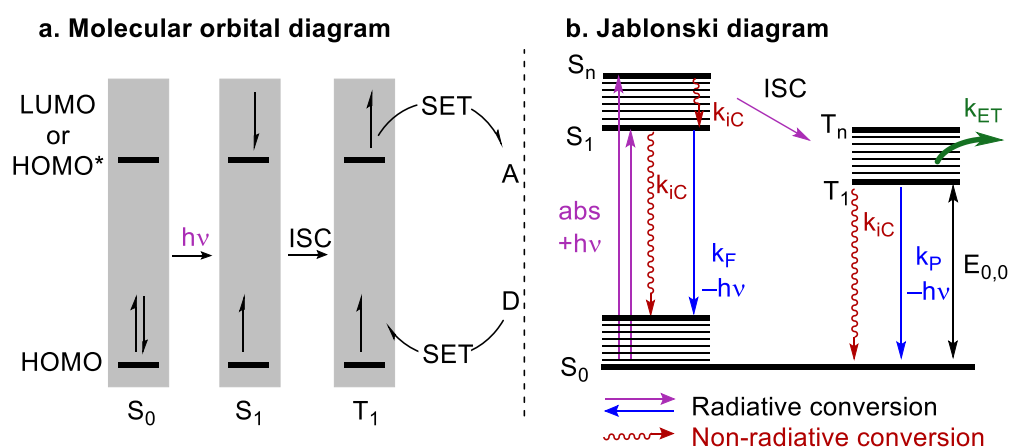 a. Molecular orbital diagram
LUMO
or
HOMO*
HOMO
hν
ISC
SET
A
D
SET
S0
S1
T1
b. Jablonski diagram
Sn
S1
S0
abs
+hν
kiC
kiC
kF
–hν
ISC
Tn
T1
kET
kiC
kP
–hν
E0,0
Radiative conversion
Non-radiative conversion